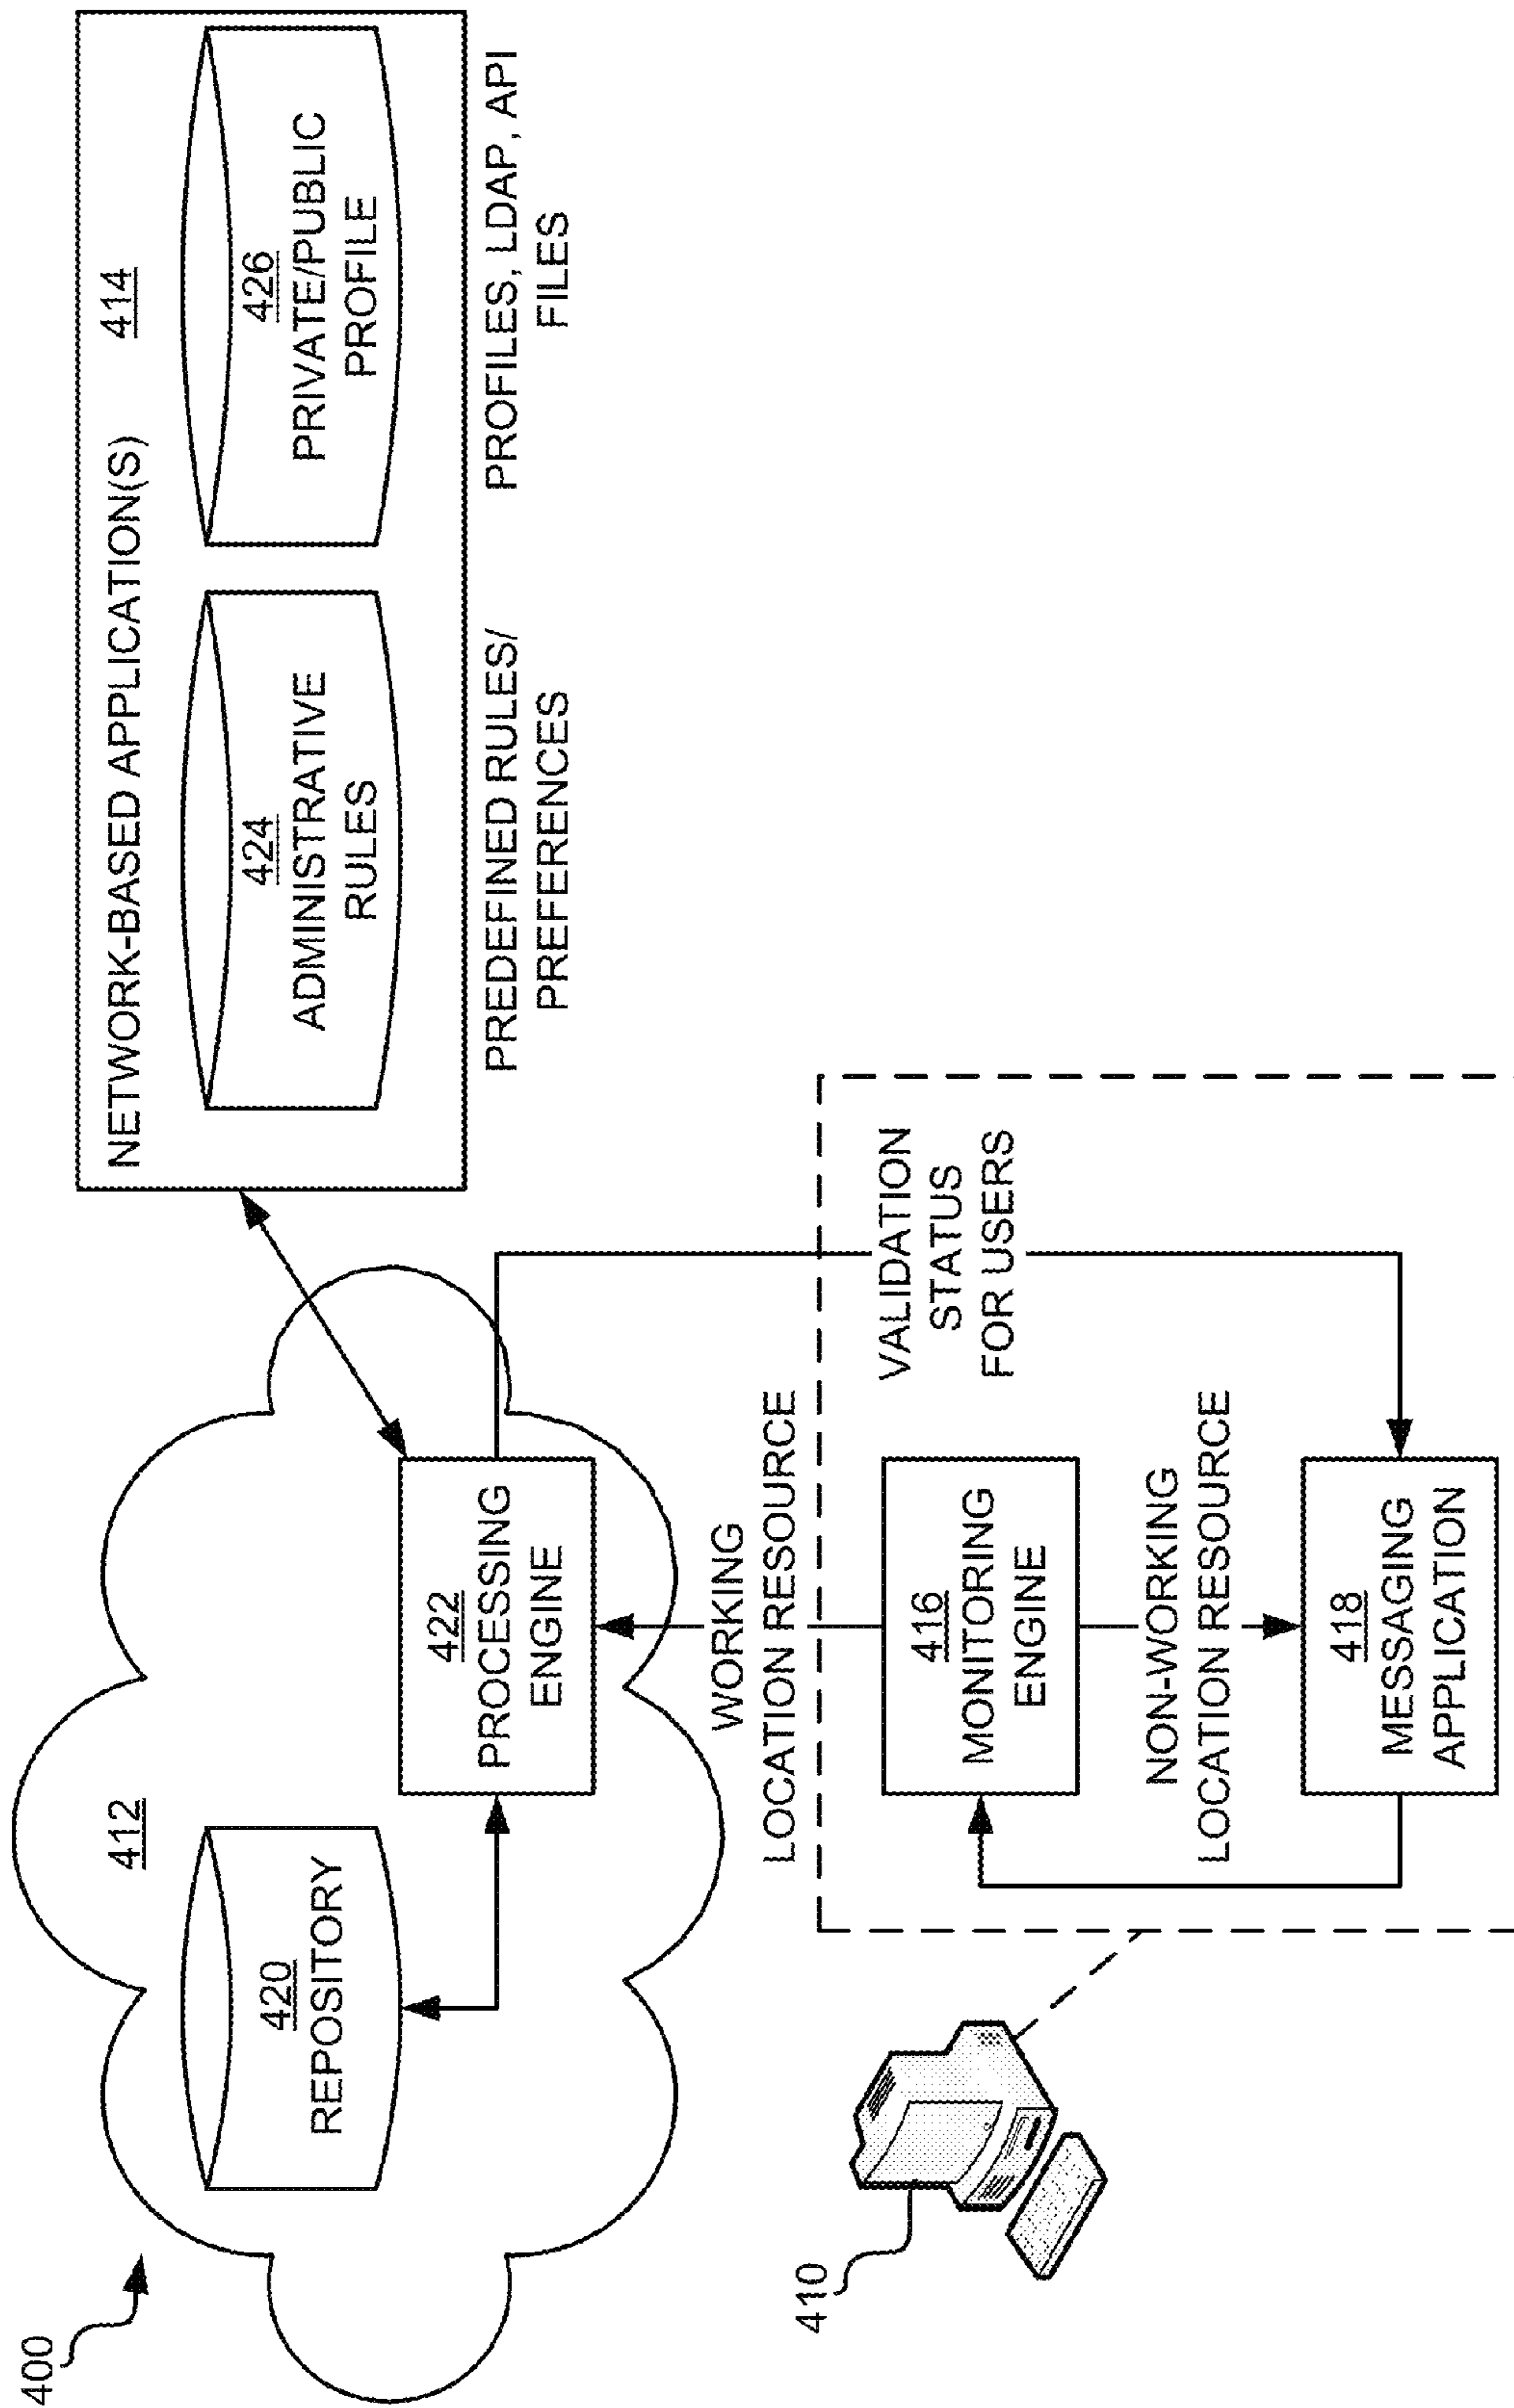 400
412
420
REPOSITORY
422
PROCESSING
ENGINE
NETWORK-BASED APPLICATION(S)
414
424
ADMINISTRATIVE
RULES
426
PRIVATE/PUBLIC
PROFILE
PREDEFINED RULES/
PREFERENCES
PROFILES, LDAP, API
FILES
410
WORKING
LOCATION RESOURCE
VALIDATION
STATUS
FOR USERS
416
MONITORING
ENGINE
NON-WORKING
LOCATION RESOURCE
418
MESSAGING
APPLICATION